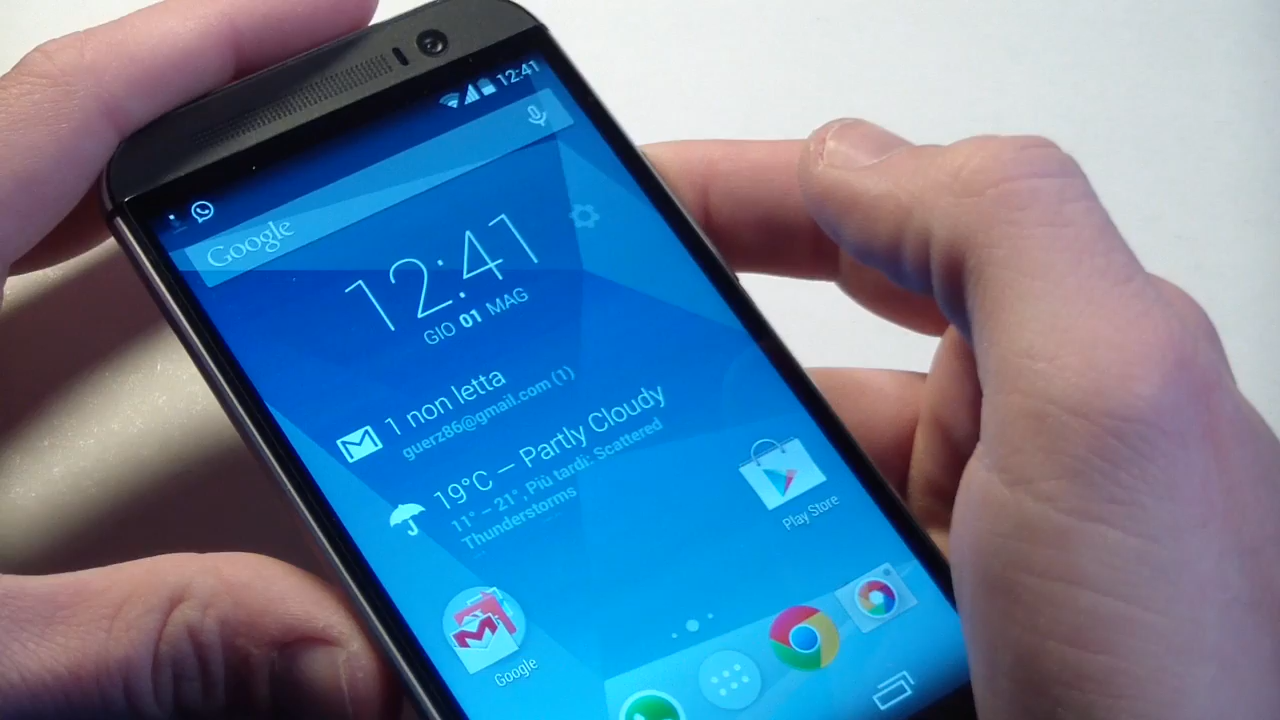 12:41
Google
12:41
GIO 01 MAG
1 non letta
guerz86@gmail.com (1)
19°C – Partly Cloudy
11° – 21°, Più tardi: Scattered
Thunderstorms
Play Store
Google